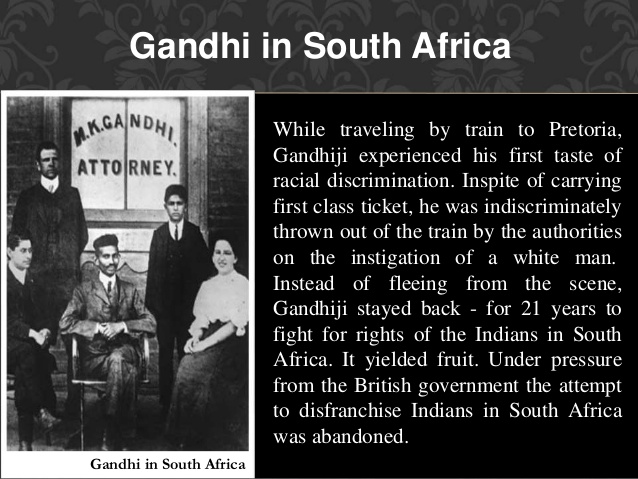 Gandhi in South Africa
M.K.GANDHI.
ATTORNEY.
While traveling by train to Pretoria,
Gandhiji experienced his first taste of
racial discrimination. Inspite of carrying
first class ticket, he was indiscriminately
thrown out of the train by the authorities
on the instigation of a white man.
Instead of fleeing from the scene,
Gandhiji stayed back - for 21 years to
fight for rights of the Indians in South
Africa. It yielded fruit. Under pressure
from the British government the attempt
to disfranchise Indians in South Africa
was abandoned.
Gandhi in South Africa